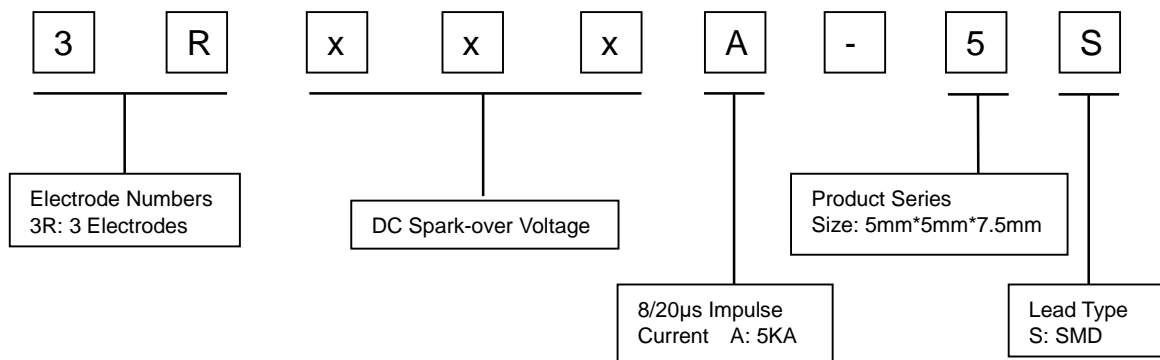 3 R x x x A - 5 S
Electrode Numbers
3R: 3 Electrodes
DC Spark-over Voltage
8/20μs Impulse
Current A: 5KA
Product Series
Size: 5mm*5mm*7.5mm
Lead Type
S: SMD